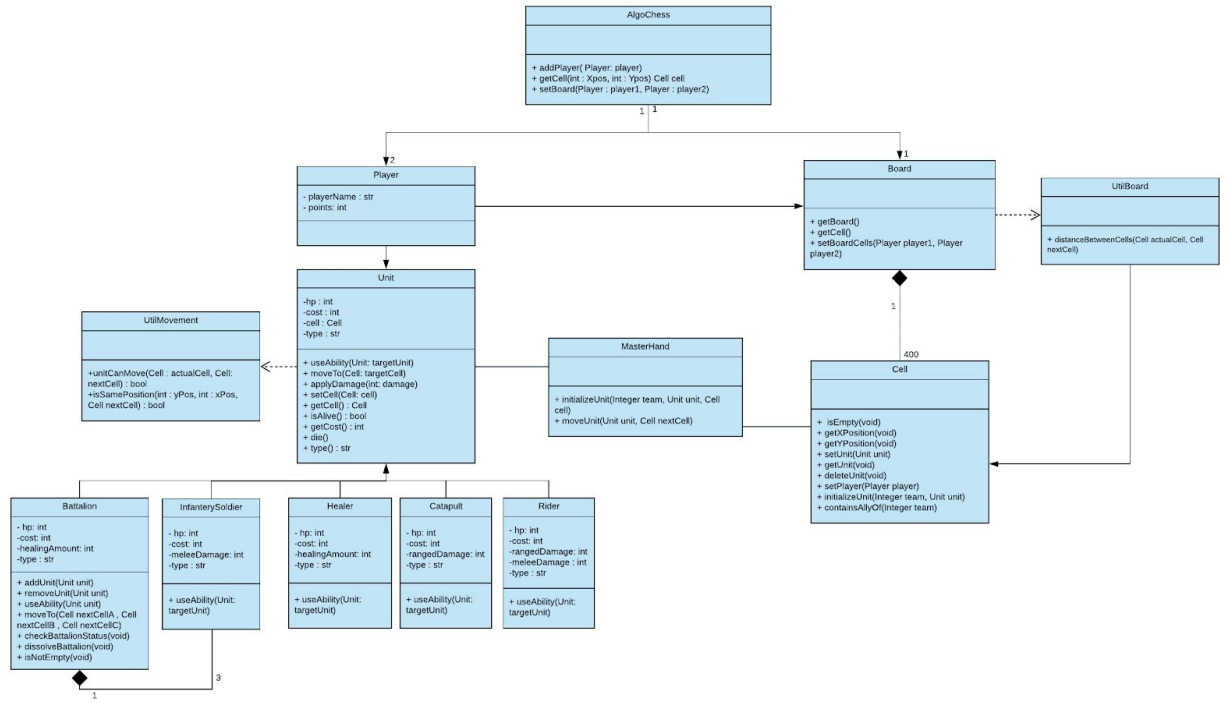 AlgoChess
+ addPlayer( Player: player)
+ getCell(int : Xpos, int : Ypos) Cell cell
+ setBoard(Player : player1, Player : player2)
1 1
2
1
Player
- playerName : str
- points: int
Board
+ getBoard()
+ getCell()
+ setBoardCells(Player player1, Player
player2)
UtilBoard
+ distanceBetweenCells(Cell actualCell, Cell
nextCell)
Unit
-hp : int
-cost : int
-cell : Cell
-type : str
+ useAbility(Unit: targetUnit)
+ moveTo(Cell: targetCell)
+ applyDamage(int: damage)
+ setCell(Cell: cell)
+ getCell() : Cell
+ isAlive() : bool
+ getCost() : int
+ die()
+ type() : str
UtilMovement
+unitCanMove(Cell : actualCell, Cell:
nextCell) : bool
+isSamePosition(int : yPos, int : xPos,
Cell nextCell) : bool
MasterHand
+ initializeUnit(Integer team, Unit unit, Cell
cell)
+ moveUnit(Unit unit, Cell nextCell)
1
400
Cell
+ isEmpty(void)
+ getXPosition(void)
+ getYPosition(void)
+ setUnit(Unit unit)
+ getUnit(void)
+ deleteUnit(void)
+ setPlayer(Player player)
+ initializeUnit(Integer team, Unit unit)
+ containsAllyOf(Integer team)
Battalion
- hp: int
-cost: int
-healingAmount: int
-type : str
+ addUnit(Unit unit)
+ removeUnit(Unit unit)
+ useAbility(Unit unit)
+ moveTo(Cell nextCellA , Cell
nextCellB , Cell nextCellC)
+ checkBattalionStatus(void)
+ dissolveBattalion(void)
+ isNotEmpty(void)
InfanterySoldier
- hp: int
-cost: int
-meleeDamage: int
-type : str
+ useAbility(Unit:
targetUnit)
Healer
- hp: int
-cost: int
-healingAmount: int
-type : str
+ useAbility(Unit:
targetUnit)
Catapult
- hp: int
-cost: int
-rangedDamage: int
-type : str
+ useAbility(Unit:
targetUnit)
Rider
- hp: int
-cost: int
-rangedDamage: int
-meleeDamage : int
-type : str
+ useAbility(Unit:
targetUnit)
3
1